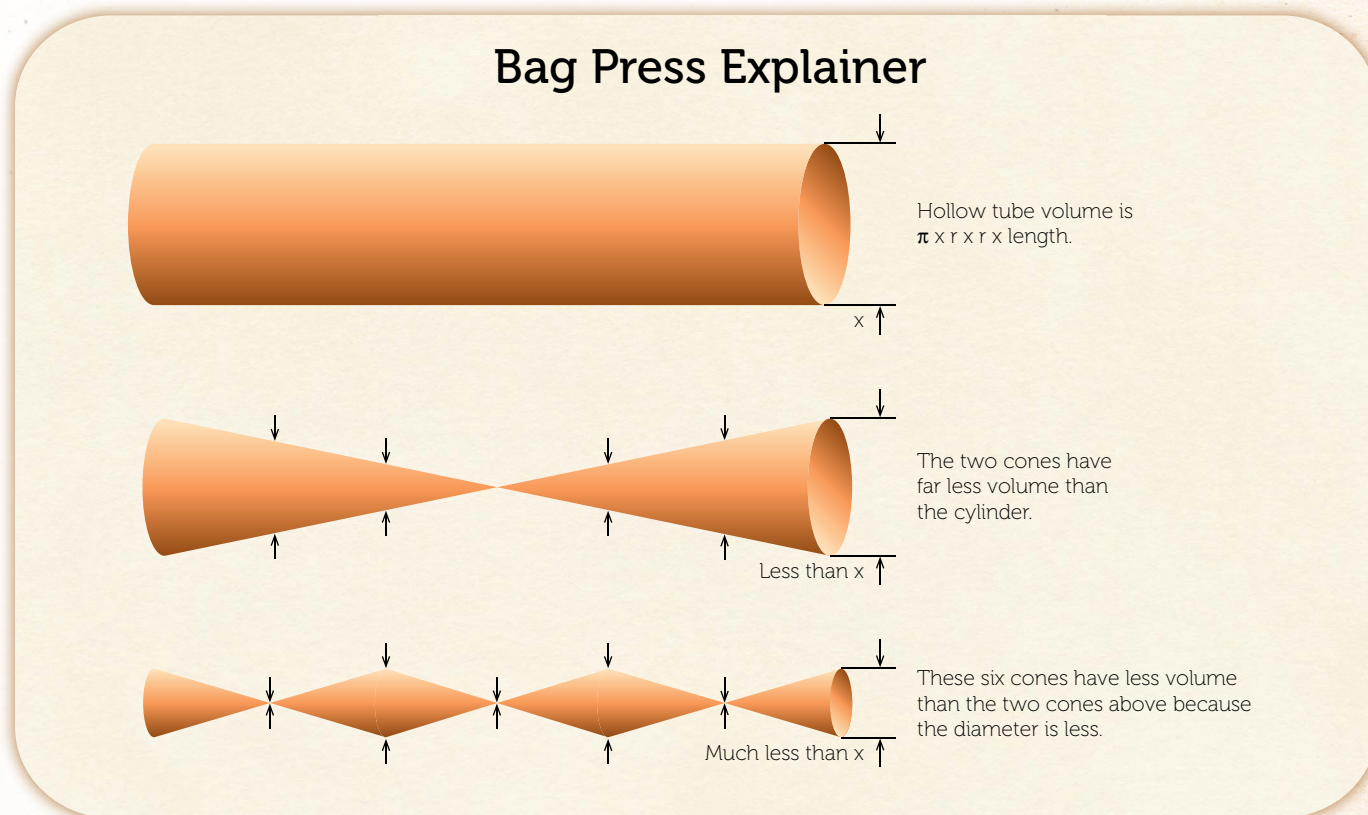 Bag Press Explainer
Hollow tube volume is
π x r x r x length.
x
The two cones have
far less volume than
the cylinder.
Less than x
These six cones have less volume
than the two cones above because
the diameter is less.
Much less than x